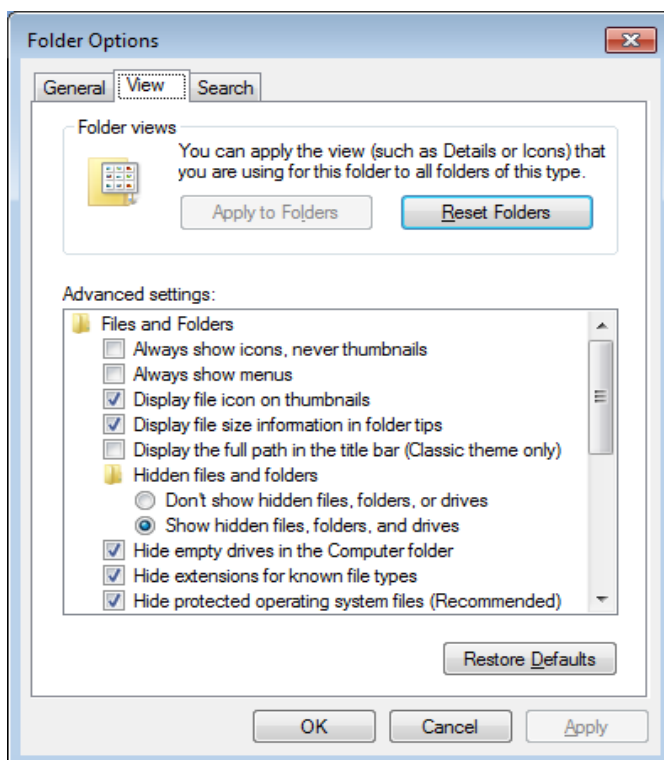 Folder Options
General
View
Search
Folder views
You can apply the view (such as Details or Icons) that
you are using for this folder to all folders of this type.
Apply to Folders
Reset Folders
Advanced settings:
Files and Folders
Always show icons, never thumbnails
Always show menus
Display file icon on thumbnails
Display file size information in folder tips
Display the full path in the title bar (Classic theme only)
Hidden files and folders
Don't show hidden files, folders, or drives
Show hidden files, folders, and drives
Hide empty drives in the Computer folder
Hide extensions for known file types
Hide protected operating system files (Recommended)
Restore Defaults
OK
Cancel
Apply